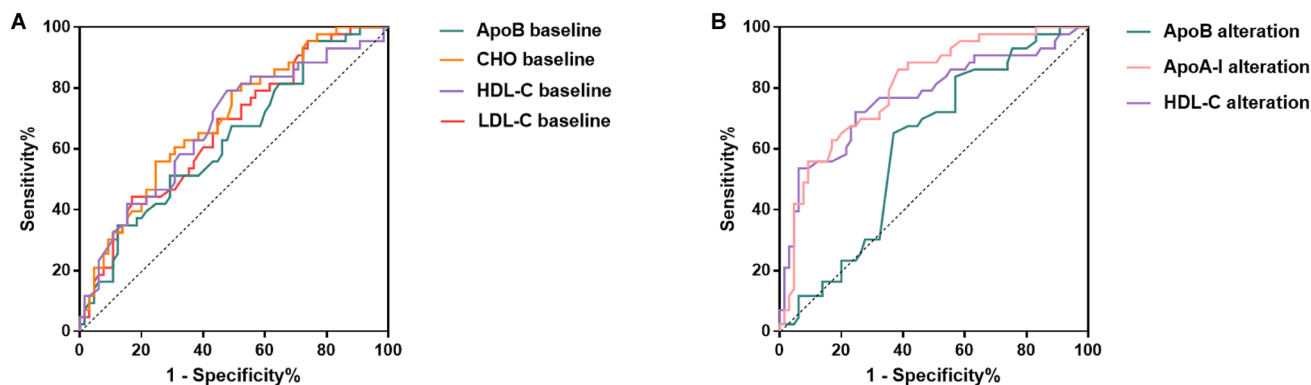 A
ApoB baseline
CHO baseline
HDL-C baseline
LDL-C baseline
Sensitivity%
100
80
60
40
20
0
0 20 40 60 80 100
1 - Specificity%
B
ApoB alteration
ApoA-I alteration
HDL-C alteration
Sensitivity%
100
80
60
40
20
0
0 20 40 60 80 100
1 - Specificity%